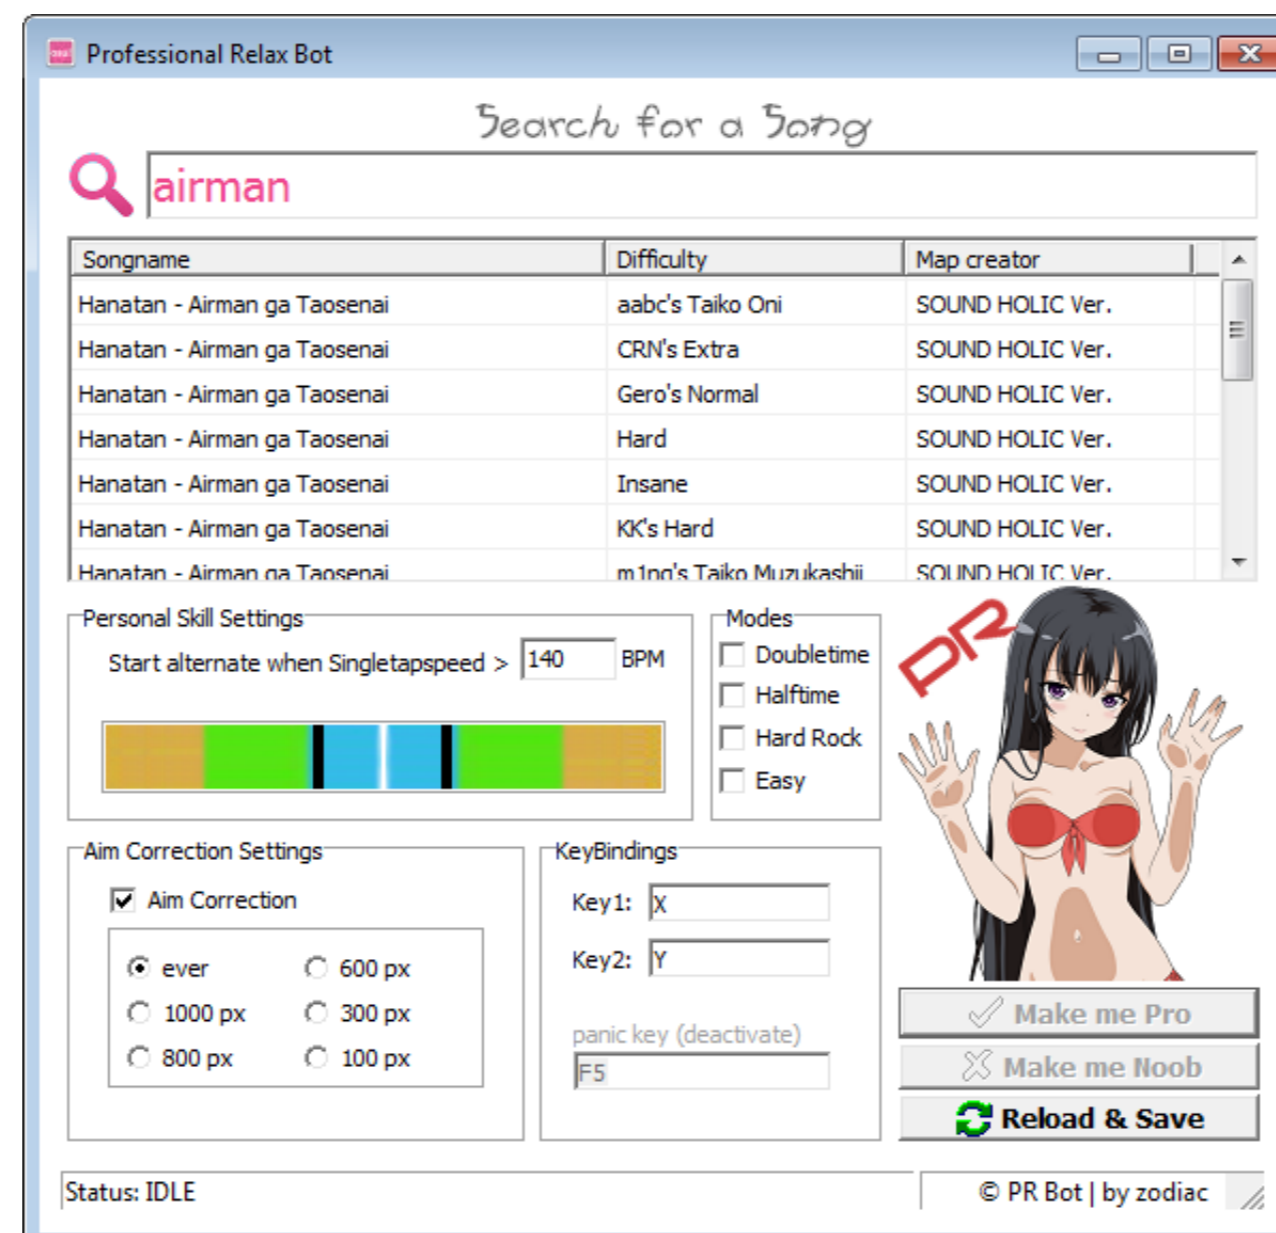 Professional Relax Bot
Search for a Song
airman
Songname Difficulty Map creator
Hanatan - Airman ga Taosenai aabc's Taiko Oni SOUND HOLIC Ver.
Hanatan - Airman ga Taosenai CRN's Extra SOUND HOLIC Ver.
Hanatan - Airman ga Taosenai Gero's Normal SOUND HOLIC Ver.
Hanatan - Airman ga Taosenai Hard SOUND HOLIC Ver.
Hanatan - Airman ga Taosenai Insane SOUND HOLIC Ver.
Hanatan - Airman ga Taosenai KK's Hard SOUND HOLIC Ver.
Hanatan - Airman ga Taosenai m1ng's Taiko Muzukashii SOUND HOLIC Ver.
Personal Skill Settings
Start alternate when Singletapspeed > 140 BPM
Modes
Doubletime
Halftime
Hard Rock
Easy
PR
Aim Correction Settings
Aim Correction
ever 600 px
1000 px 300 px
800 px 100 px
KeyBindings
Key1: X
Key2: Y
panic key (deactivate)
F5
Make me Pro
Make me Noob
Reload & Save
Status: IDLE
© PR Bot | by zodiac